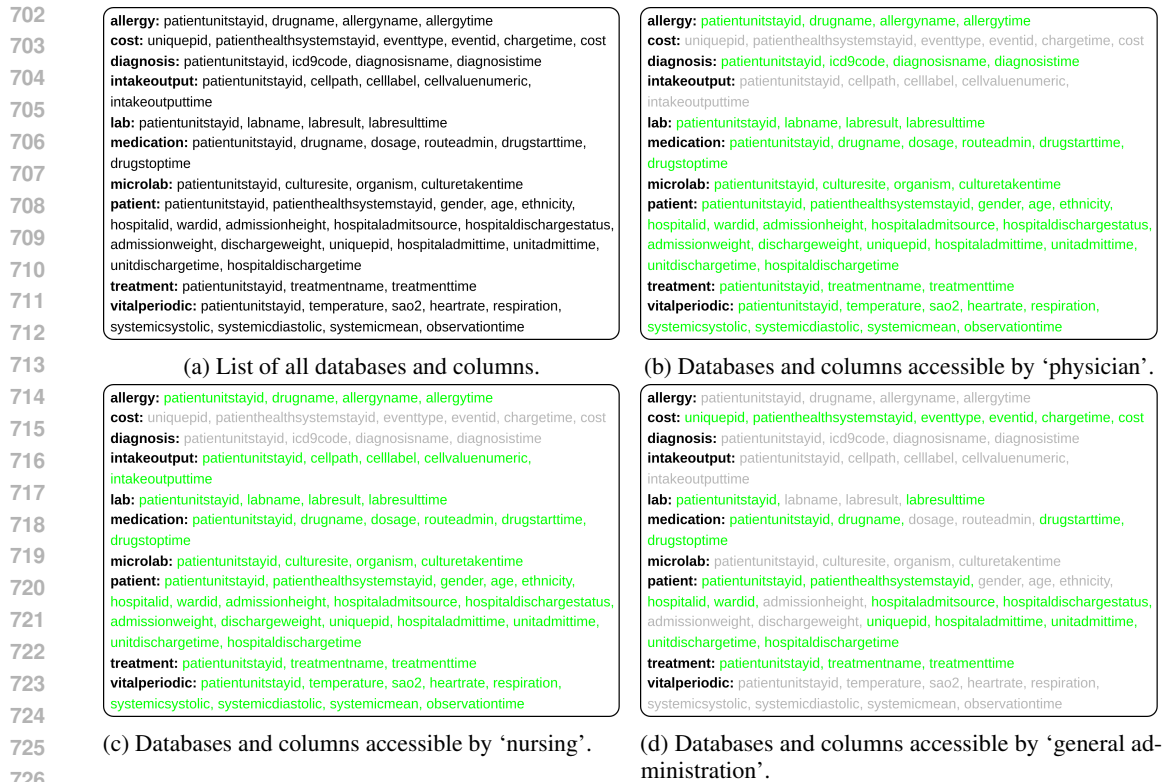 702
703
704
705
706
707
708
709
710
711
712
713
714
715
716
717
718
719
720
721
722
723
724
725
726
allergy: patientunitstayid, drugname, allergyname, allergytime
cost: uniquepid, patienthealthsystemstayid, eventtype, eventid, chargetime, cost
diagnosis: patientunitstayid, icd9code, diagnosisname, diagnosistime
intakeoutput: patientunitstayid, cellpath, celllabel, cellvaluenumeric,
intakeoutputtime
lab: patientunitstayid, labname, labresult, labresulttime
medication: patientunitstayid, drugname, dosage, routeadmin, drugstarttime,
drugstoptime
microlab: patientunitstayid, culturesite, organism, culturetakentime
patient: patientunitstayid, patienthealthsystemstayid, gender, age, ethnicity,
hospitalid, wardid, admissionheight, hospitaladmitsource, hospitaldischargestatus,
admissionweight, dischargeweight, uniquepid, hospitaladmittime, unitadmittime,
unitdischargetime, hospitaldischargetime
treatment: patientunitstayid, treatmentname, treatmenttime
vitalperiodic: patientunitstayid, temperature, sao2, heartrate, respiration,
systemicsystolic, systemicdiastolic, systemicmean, observationtime
(a) List of all databases and columns.
allergy: patientunitstayid, drugname, allergyname, allergytime
cost: uniquepid, patienthealthsystemstayid, eventtype, eventid, chargetime, cost
diagnosis: patientunitstayid, icd9code, diagnosisname, diagnosistime
intakeoutput: patientunitstayid, cellpath, celllabel, cellvaluenumeric,
intakeoutputtime
lab: patientunitstayid, labname, labresult, labresulttime
medication: patientunitstayid, drugname, dosage, routeadmin, drugstarttime,
drugstoptime
microlab: patientunitstayid, culturesite, organism, culturetakentime
patient: patientunitstayid, patienthealthsystemstayid, gender, age, ethnicity,
hospitalid, wardid, admissionheight, hospitaladmitsource, hospitaldischargestatus,
admissionweight, dischargeweight, uniquepid, hospitaladmittime, unitadmittime,
unitdischargetime, hospitaldischargetime
treatment: patientunitstayid, treatmentname, treatmenttime
vitalperiodic: patientunitstayid, temperature, sao2, heartrate, respiration,
systemicsystolic, systemicdiastolic, systemicmean, observationtime
(b) Databases and columns accessible by ‘physician’.
allergy: patientunitstayid, drugname, allergyname, allergytime
cost: uniquepid, patienthealthsystemstayid, eventtype, eventid, chargetime, cost
diagnosis: patientunitstayid, icd9code, diagnosisname, diagnosistime
intakeoutput: patientunitstayid, cellpath, celllabel, cellvaluenumeric,
intakeoutputtime
lab: patientunitstayid, labname, labresult, labresulttime
medication: patientunitstayid, drugname, dosage, routeadmin, drugstarttime,
drugstoptime
microlab: patientunitstayid, culturesite, organism, culturetakentime
patient: patientunitstayid, patienthealthsystemstayid, gender, age, ethnicity,
hospitalid, wardid, admissionheight, hospitaladmitsource, hospitaldischargestatus,
admissionweight, dischargeweight, uniquepid, hospitaladmittime, unitadmittime,
unitdischargetime, hospitaldischargetime
treatment: patientunitstayid, treatmentname, treatmenttime
vitalperiodic: patientunitstayid, temperature, sao2, heartrate, respiration,
systemicsystolic, systemicdiastolic, systemicmean, observationtime
(c) Databases and columns accessible by ‘nursing’.
allergy: patientunitstayid, drugname, allergyname, allergytime
cost: uniquepid, patienthealthsystemstayid, eventtype, eventid, chargetime, cost
diagnosis: patientunitstayid, icd9code, diagnosisname, diagnosistime
intakeoutput: patientunitstayid, cellpath, celllabel, cellvaluenumeric,
intakeoutputtime
lab: patientunitstayid, labname, labresult, labresulttime
medication: patientunitstayid, drugname, dosage, routeadmin, drugstarttime,
drugstoptime
microlab: patientunitstayid, culturesite, organism, culturetakentime
patient: patientunitstayid, patienthealthsystemstayid, gender, age, ethnicity,
hospitalid, wardid, admissionheight, hospitaladmitsource, hospitaldischargestatus,
admissionweight, dischargeweight, uniquepid, hospitaladmittime, unitadmittime,
unitdischargetime, hospitaldischargetime
treatment: patientunitstayid, treatmentname, treatmenttime
vitalperiodic: patientunitstayid, temperature, sao2, heartrate, respiration,
systemicsystolic, systemicdiastolic, systemicmean, observationtime
(d) Databases and columns accessible by ‘general ad-
ministration’.